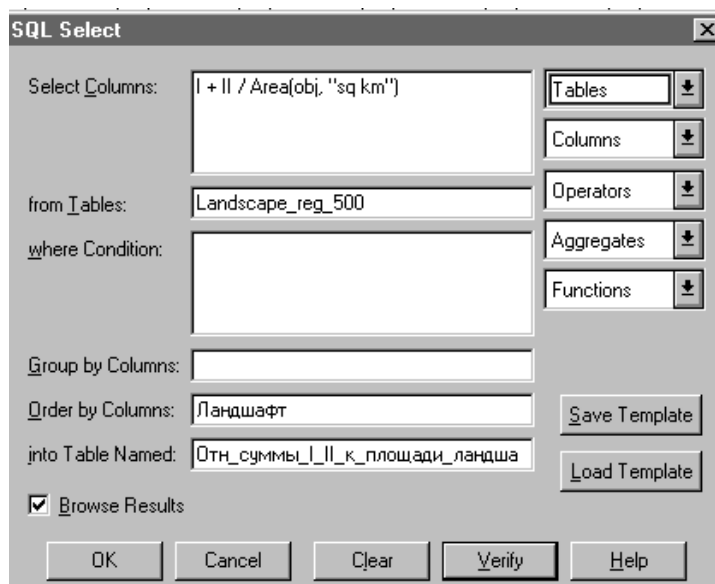 SQL Select
Select Columns: I + II / Area(obj, "sq km") Tables
Columns
from Tables: Landscape_reg_500 Operators
where Condition: Aggregates
Functions
Group by Columns:
Order by Columns: Ландшафт Save Template
into Table Named: Отн_суммы_I_II_к_площади_ландша Load Template
Browse Results
OK Cancel Clear Verify Help